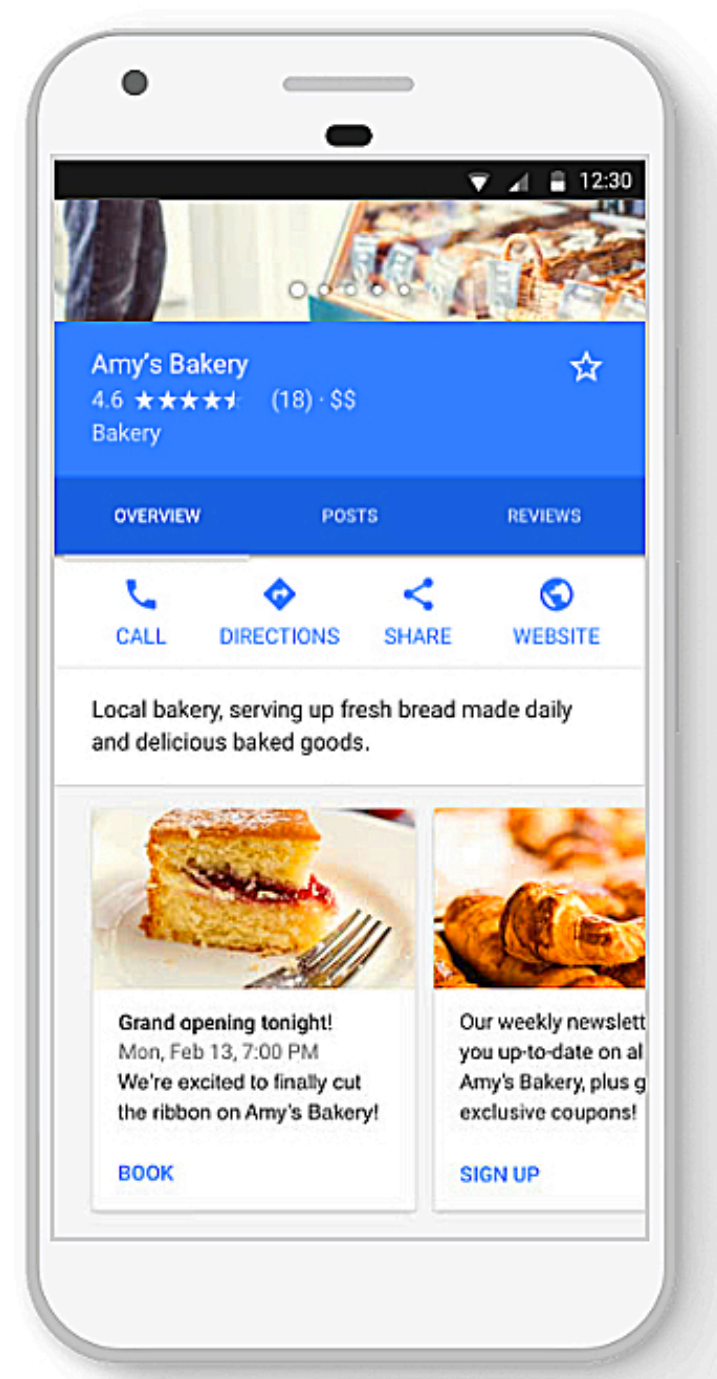 12:30
Amy's Bakery
4.6 (18) · $$
Bakery
OVERVIEW POSTS REVIEWS
CALL DIRECTIONS SHARE WEBSITE
Local bakery, serving up fresh bread made daily
and delicious baked goods.
Grand opening tonight!
Mon, Feb 13, 7:00 PM
We're excited to finally cut
the ribbon on Amy's Bakery!
BOOK
Our weekly newslett
you up-to-date on al
Amy's Bakery, plus g
exclusive coupons!
SIGN UP